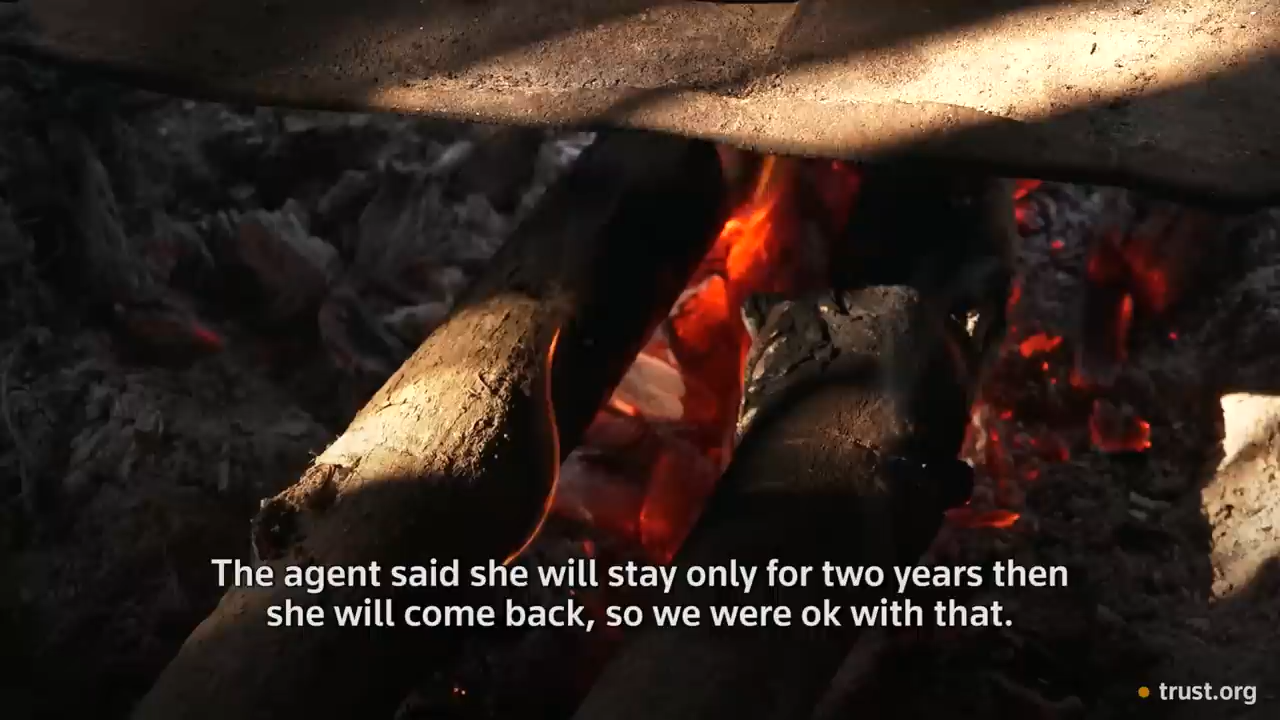 The agent said she will stay only for two years then
she will come back, so we were ok with that.
trust.org